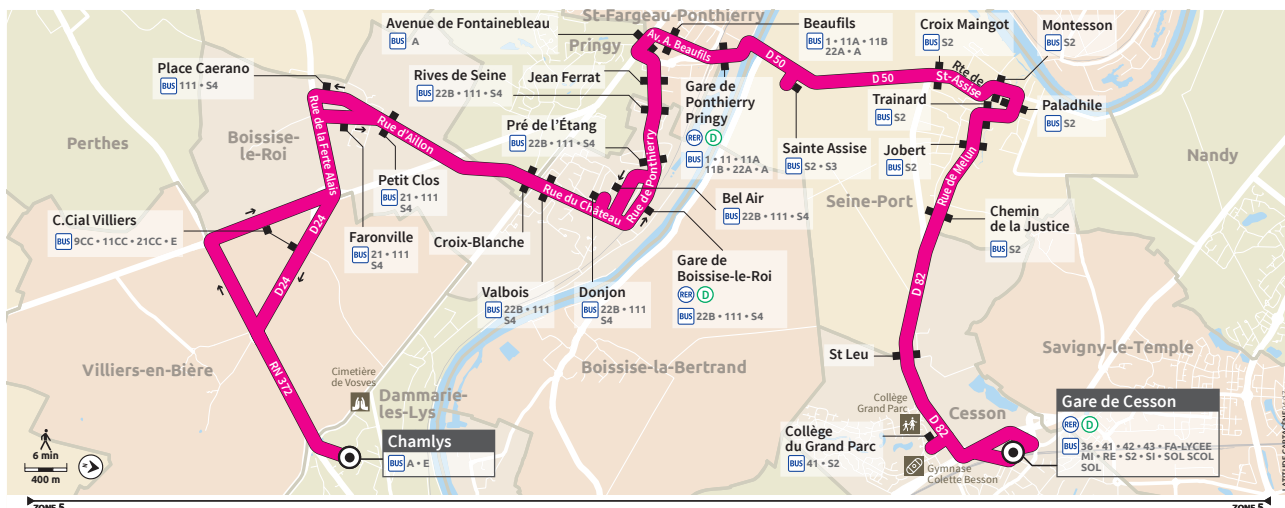 St-Fargeau-Ponthierry
Avenue de Fontainebleau
BUS A
Pringy
Av. A. Beaufils
Beaufils
BUS 1 • 11A • 11B
22A • A
Croix Maingot
BUS S2
Montesson
BUS S2
Place Caerano
BUS 111 • S4
Rives de Seine
BUS 22B • 111 • S4
Jean Ferrat
Gare de
Ponthierry
Pringy
RER D
BUS 1 • 11 • 11A
11B • 22A • A
D 50
D 50
Rte de
St-Assise
Trainard
BUS S2
Paladhile
BUS S2
Perthes
Boissise-
le-Roi
Rue de la Ferte Alais
Rue d'Aillon
Pré de l'Étang
BUS 22B • 111 • S4
Rue de Ponthierry
Sainte Assise
BUS S2 • S3
Jobert
BUS S2
Rue de Melun
Nandy
Petit Clos
BUS 21 • 111
S4
Rue du Château
Bel Air
BUS 22B • 111 • S4
Seine-Port
Chemin
de la Justice
BUS S2
C.Cial Villiers
BUS 9CC • 11CC • 21CC • E
D24
D24
Faronville
BUS 21 • 111
S4
Croix-Blanche
Valbois
BUS 22B • 111
S4
Donjon
BUS 22B • 111
S4
Gare de
Boissise-le-Roi
RER D
BUS 22B • 111 • S4
D 82
Villiers-en-Bière
RN 372
Cimetière
de Vosves
Dammarie-
les-Lys
Boissise-la-Bertrand
St Leu
Savigny-le-Temple
Collège
Grand Parc
Cesson
D 82
Gare de Cesson
RER D
BUS 36 • 41 • 42 • 43 • FA-LYCEE
MI • RE • S2 • SI • SOL SCOL
SOL
Chamlys
BUS A • E
Collège
du Grand Parc
BUS 41 • S2
Gymnase
Colette Besson
6 min
400 m
ZONE 5
ZONE 5